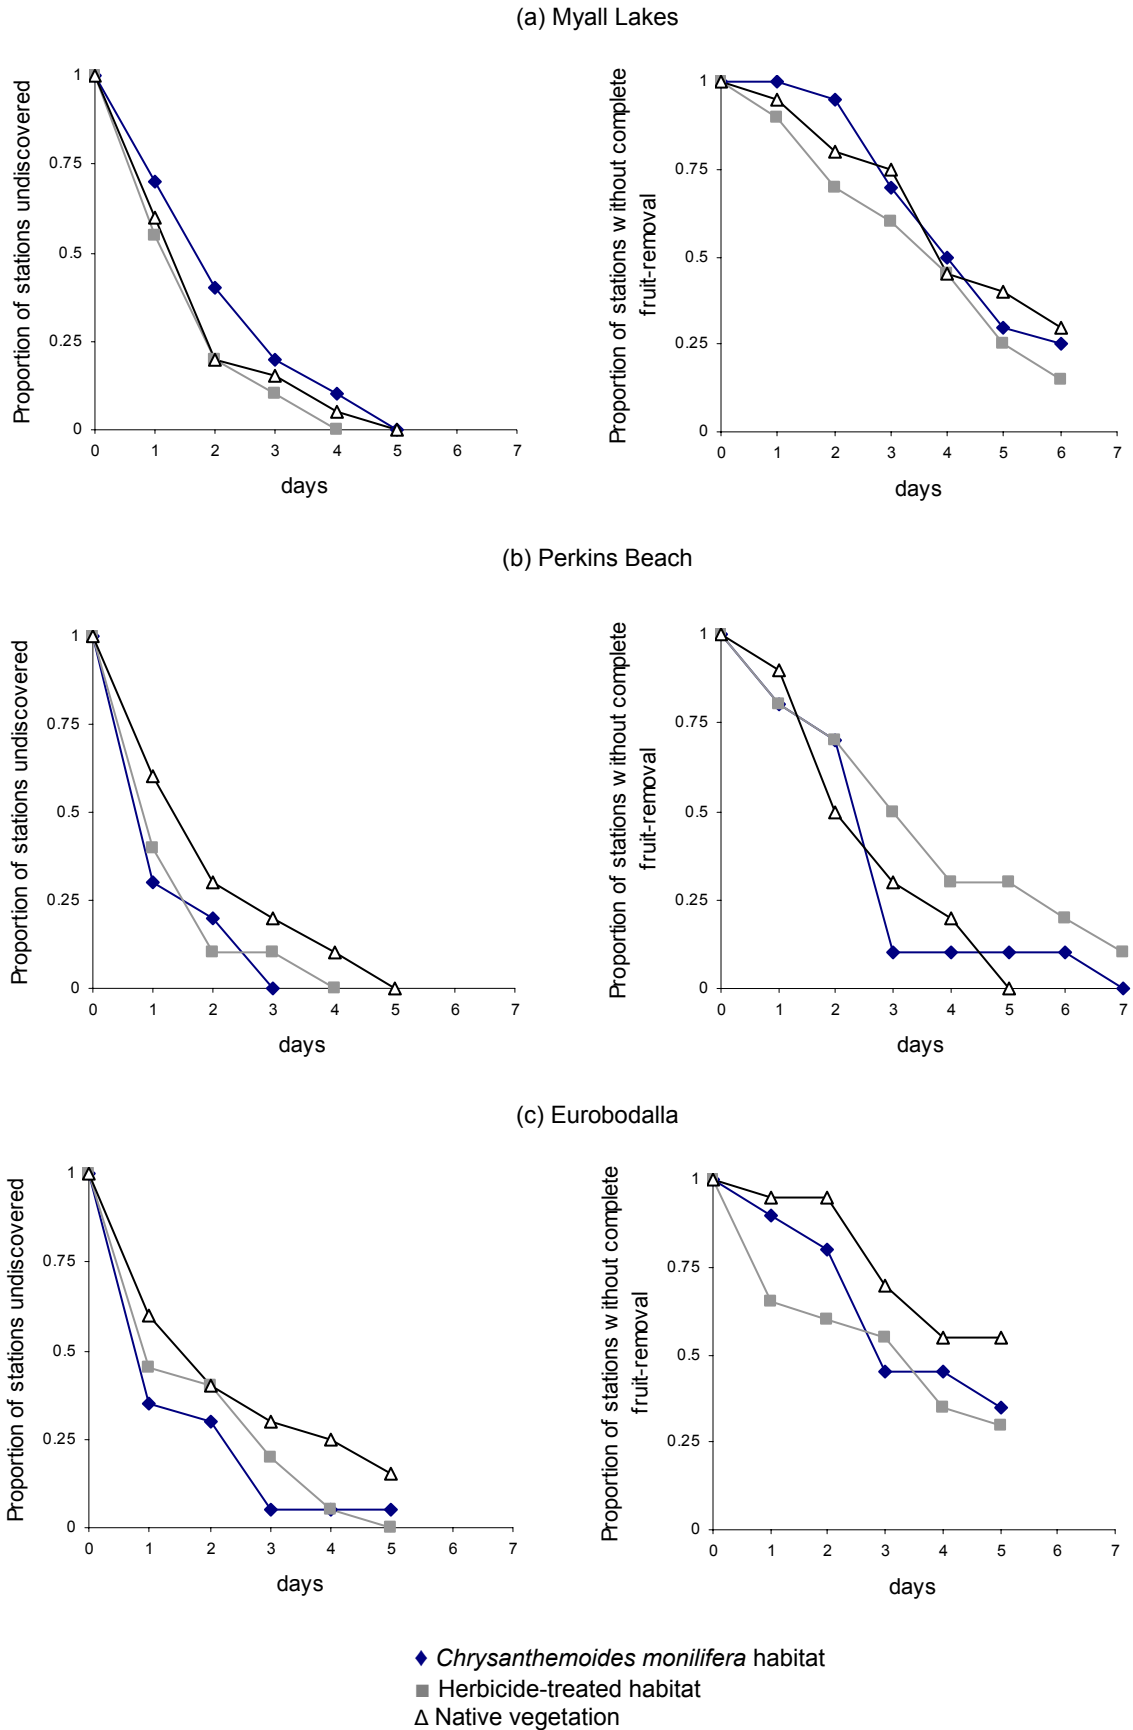 (a) Myall Lakes
Proportion of stations undiscovered
1
0.75
0.5
0.25
0
0 1 2 3 4 5 6 7
days
Proportion of stations without complete
fruit-removal
1
0.75
0.5
0.25
0
0 1 2 3 4 5 6 7
days
(b) Perkins Beach
Proportion of stations undiscovered
1
0.75
0.5
0.25
0
0 1 2 3 4 5 6 7
days
Proportion of stations without complete
fruit-removal
1
0.75
0.5
0.25
0
0 1 2 3 4 5 6 7
days
(c) Eurobodalla
Proportion of stations undiscovered
1
0.75
0.5
0.25
0
0 1 2 3 4 5 6 7
days
Proportion of stations without complete
fruit-removal
1
0.75
0.5
0.25
0
0 1 2 3 4 5 6 7
days
Chrysanthemoides monilifera habitat
Herbicide-treated habitat
Native vegetation